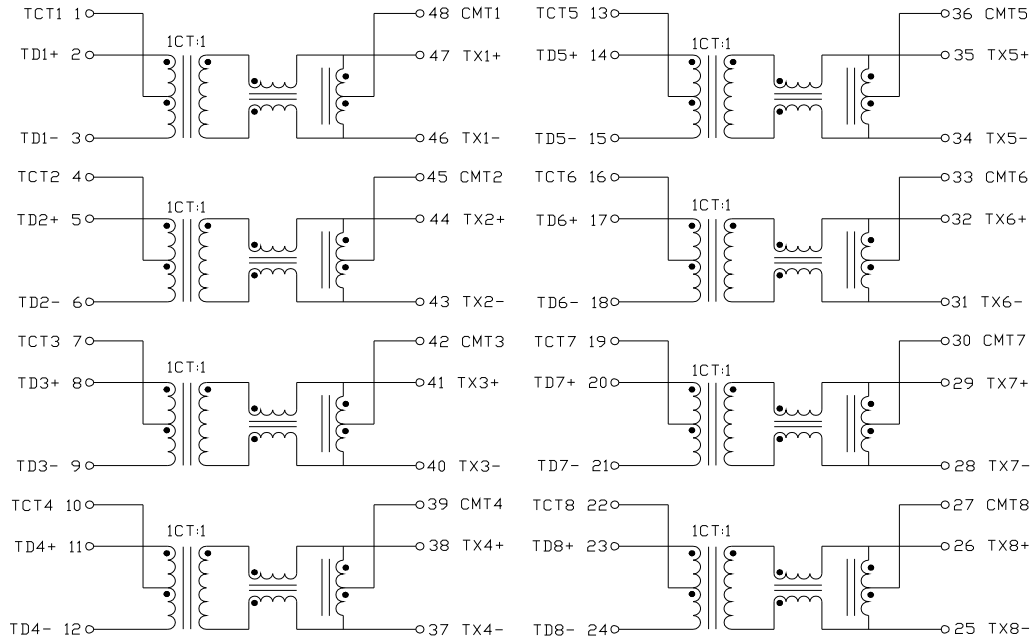 TCT1 1 48 CMT1 TCT5 13 36 CMT5
1CT:1 1CT:1
TD1+ 2 47 TX1+ TD5+ 14 35 TX5+
TD1- 3 46 TX1- TD5- 15 34 TX5-
TCT2 4 45 CMT2 TCT6 16 33 CMT6
1CT:1 1CT:1
TD2+ 5 44 TX2+ TD6+ 17 32 TX6+
TD2- 6 43 TX2- TD6- 18 31 TX6-
TCT3 7 42 CMT3 TCT7 19 30 CMT7
1CT:1 1CT:1
TD3+ 8 41 TX3+ TD7+ 20 29 TX7+
TD3- 9 40 TX3- TD7- 21 28 TX7-
TCT4 10 39 CMT4 TCT8 22 27 CMT8
1CT:1 1CT:1
TD4+ 11 38 TX4+ TD8+ 23 26 TX8+
TD4- 12 37 TX4- TD8- 24 25 TX8-